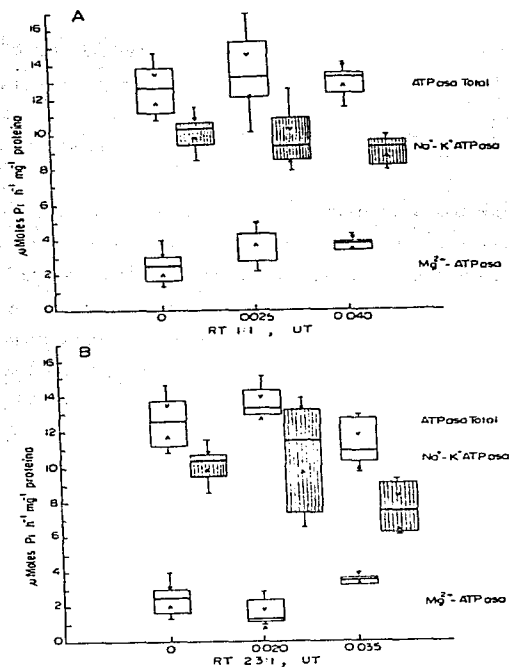 A
μMoles Pi h⁻¹ mg⁻¹ proteína
16
14
12
10
8
6
4
2
0
ATPasa Total
Na⁺-K⁺ATPasa
Mg²⁺-ATPasa
0 0025 0.040
RT 1:1 , UT
B
μMoles Pi h⁻¹ mg⁻¹ proteína
16
14
12
10
8
6
4
2
0
ATPasa Total
Na⁺-K⁺ATPasa
Mg²⁺-ATPasa
0 0.020 0.035
RT 23:1 , UT